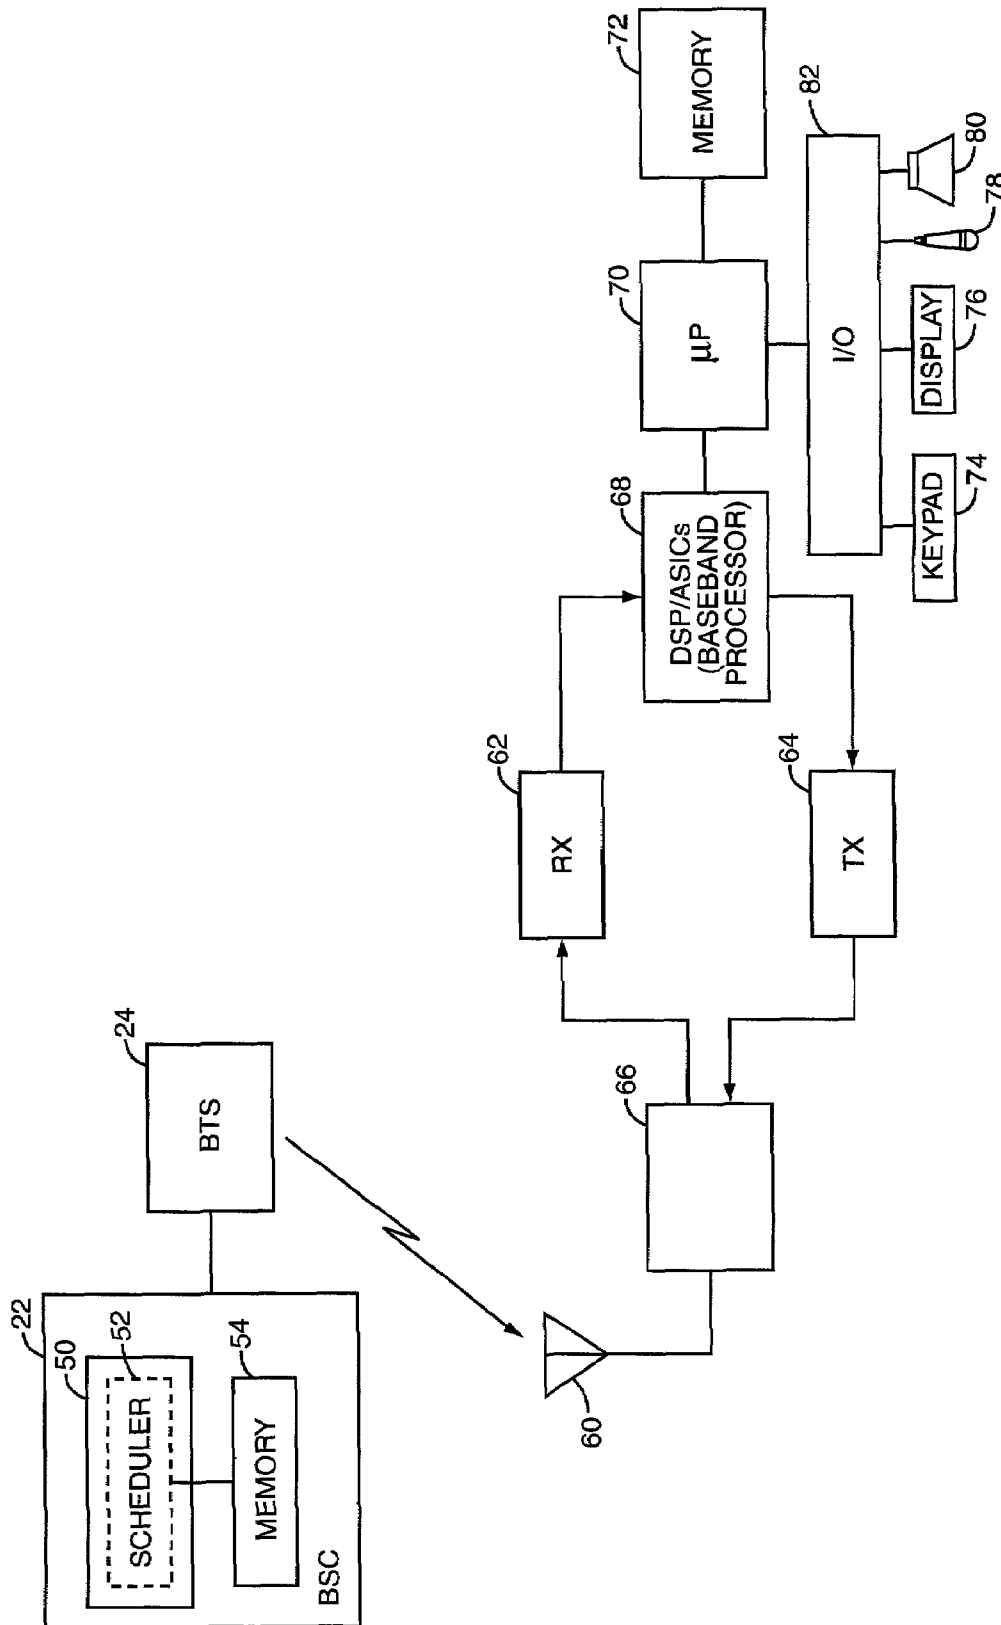 22
50
52
SCHEDULER
54
MEMORY
BSC
24
BTS
60
66
62
RX
64
TX
68
DSP/ASICs
(BASEBAND
PROCESSOR)
70
μP
72
MEMORY
82
I/O
KEYPAD
74
DISPLAY
76
78
80